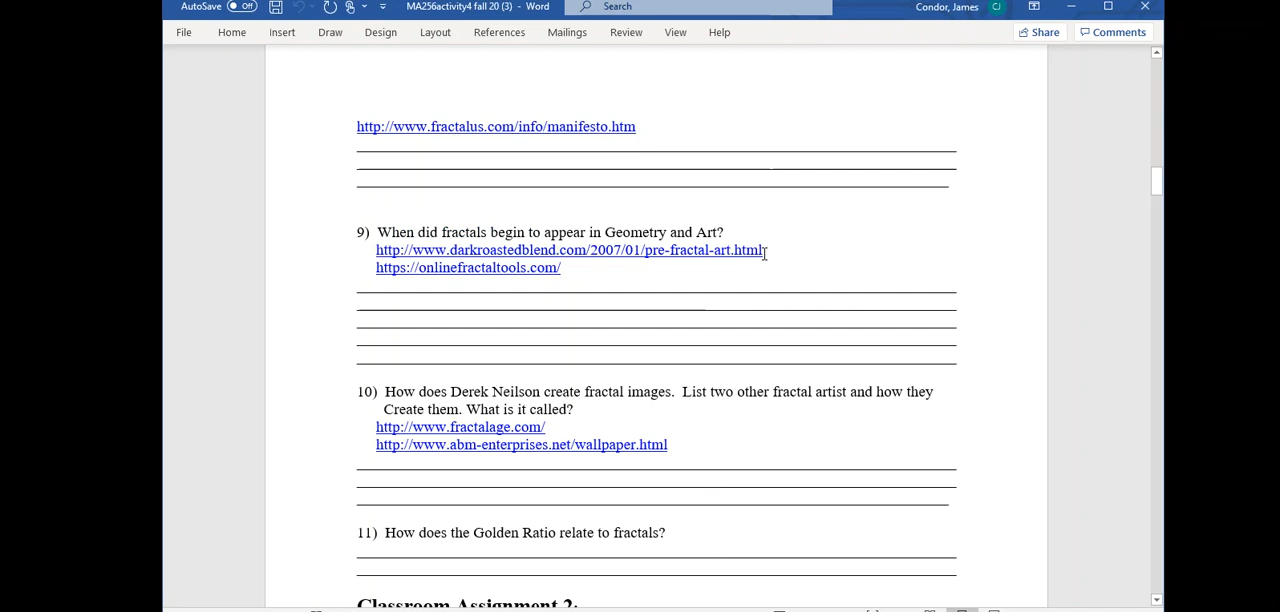 AutoSave Off MA256activity4 fall 20 (3) - Word Search Condor, James CJ
File Home Insert Draw Design Layout References Mailings Review View Help Share Comments
http://www.fractalus.com/info/manifesto.htm
9) When did fractals begin to appear in Geometry and Art?
http://www.darkroastedblend.com/2007/01/pre-fractal-art.html
https://onlinefractaltools.com/
10) How does Derek Neilson create fractal images. List two other fractal artist and how they
Create them. What is it called?
http://www.fractalage.com/
http://www.abm-enterprises.net/wallpaper.html
11) How does the Golden Ratio relate to fractals?
Classroom Assignment 2: